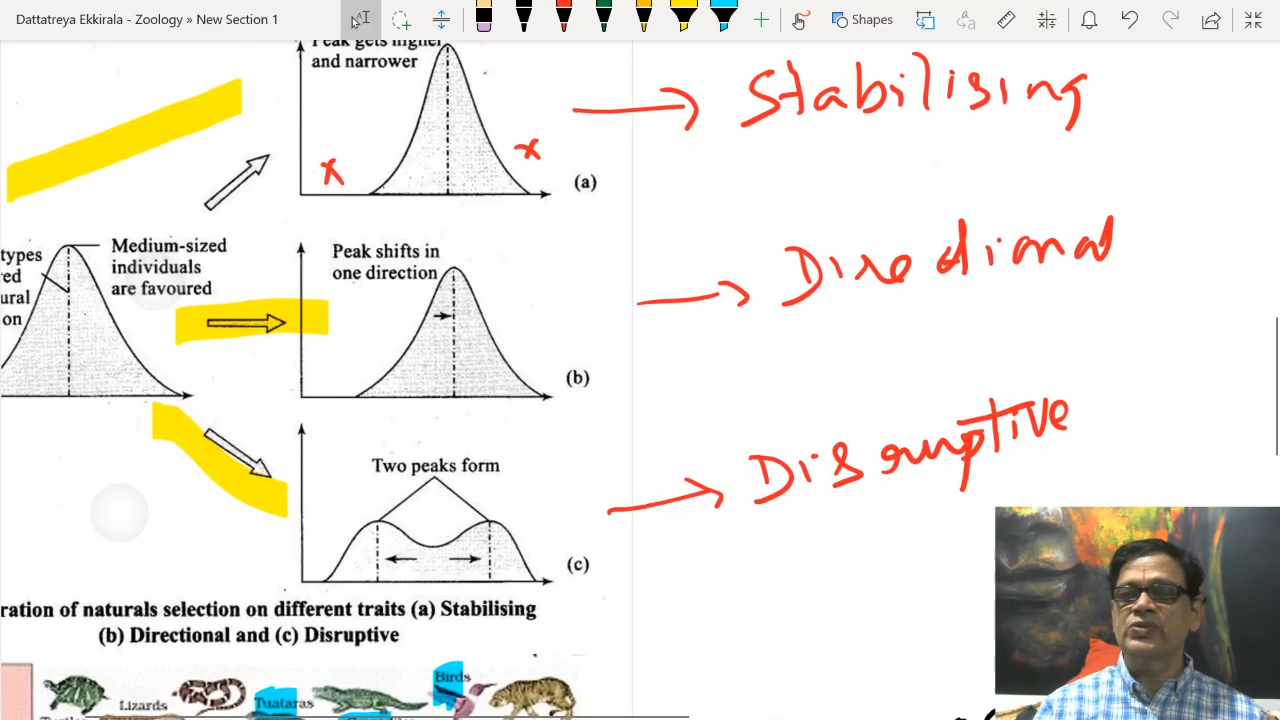 Dattatreya Ekkirala - Zoology » New Section 1
Shapes
Peak gets higher
and narrower
x
x
(a)
Stabilising
types
red
ural
on
Medium-sized
individuals
are favoured
Peak shifts in
one direction
(b)
Directional
Two peaks form
(c)
Disruptive
ration of naturals selection on different traits (a) Stabilising
(b) Directional and (c) Disruptive
Lizards
Tuataras
Birds